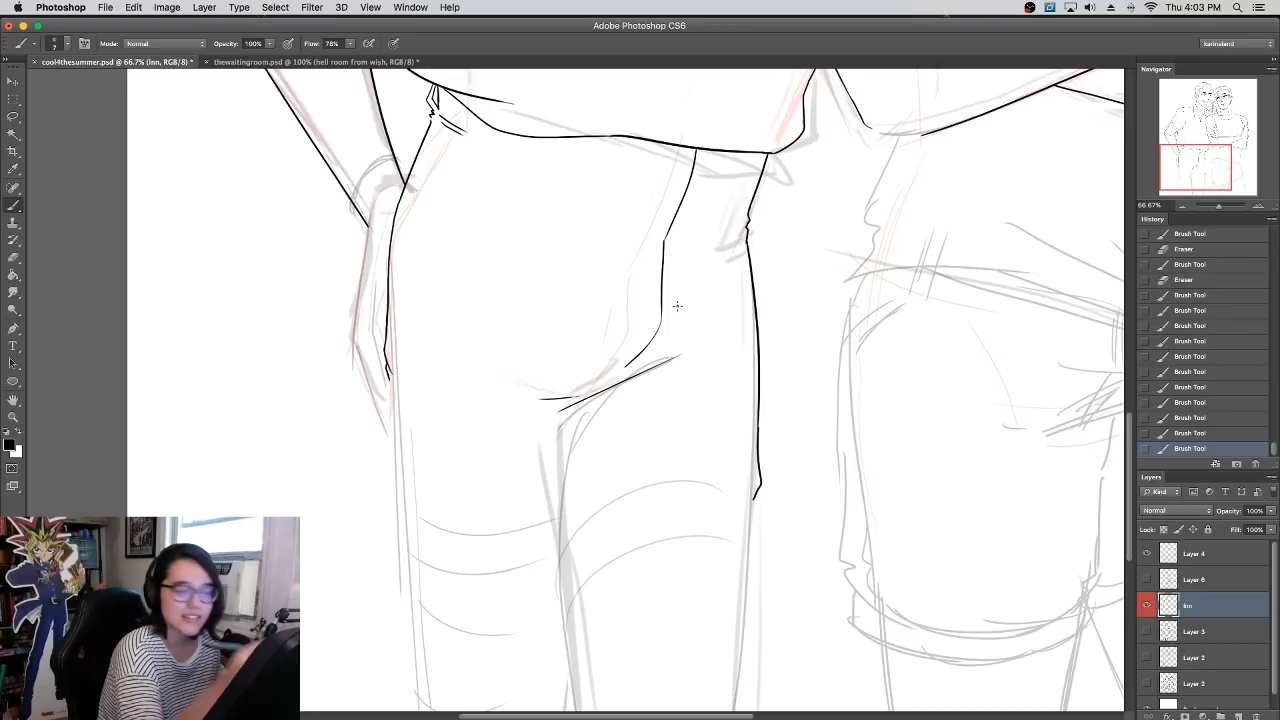 Photoshop File Edit Image Layer Type Select Filter 3D View Window Help
Thu 4:03 PM
Adobe Photoshop CS6
7 Mode: Normal Opacity: 100% Flow: 78% karinaland
× cool4thesummer.psd @ 66.7% (Inn, RGB/8) * × thewaitingroom.psd @ 100% (hell room from wish, RGB/8) *
Navigator
66.67%
History
Brush Tool
Eraser
Brush Tool
Eraser
Brush Tool
Brush Tool
Brush Tool
Brush Tool
Brush Tool
Brush Tool
Brush Tool
Brush Tool
Brush Tool
Brush Tool
Brush Tool
Layers
Kind
Normal Opacity: 100%
Lock: Fill: 100%
Layer 4
Layer 6
Inn
Layer 3
Layer 2
Layer 2